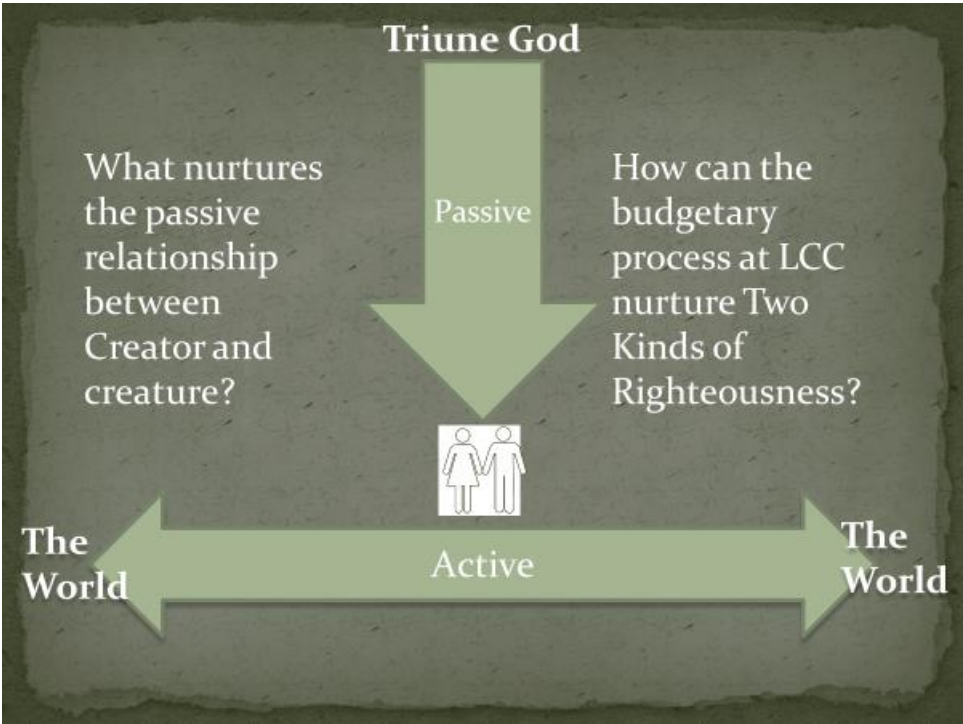 Triune God
What nurtures
the passive
relationship
between
Creator and
creature?
Passive
How can the
budgetary
process at LCC
nurture Two
Kinds of
Righteousness?
The
World
Active
The
World